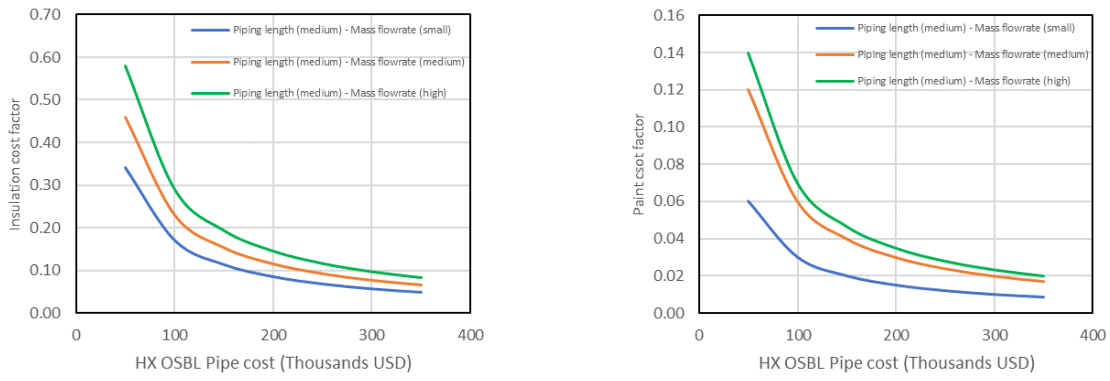 0.70
0.60
0.50
0.40
0.30
0.20
0.10
0.00
Insulation cost factor
Piping length (medium) - Mass flowrate (small)
Piping length (medium) - Mass flowrate (medium)
Piping length (medium) - Mass flowrate (high)
0 100 200 300 400
HX OSBL Pipe cost (Thousands USD)
0.14
0.12
0.10
0.08
0.06
0.04
0.02
0.00
Paint csot factor
Piping length (medium) - Mass flowrate (small)
Piping length (medium) - Mass flowrate (medium)
Piping length (medium) - Mass flowrate (high)
0 100 200 300 400
HX OSBL Pipe cost (Thousands USD)